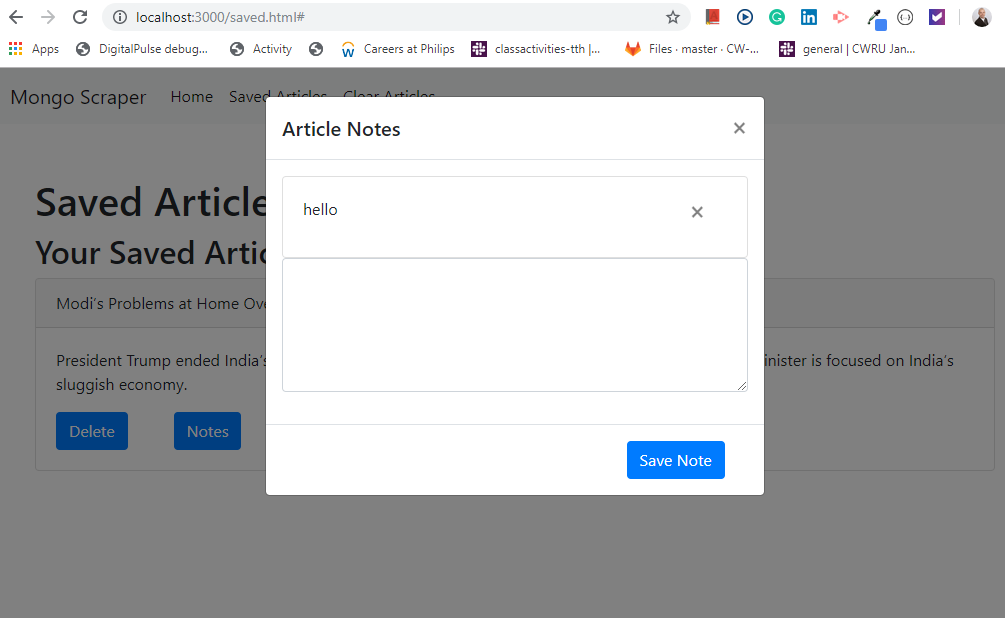 localhost:3000/saved.html#
Apps DigitalPulse debug... Activity Careers at Philips classactivities-tth |... Files · master · CW-... general | CWRU Jan...
Mongo Scraper Home Saved Articles Clear Articles
Article Notes ×
Saved Article
hello ×
Your Saved Artic
Modi’s Problems at Home Ove
President Trump ended India’s inister is focused on India’s
sluggish economy.
Delete Notes
Save Note